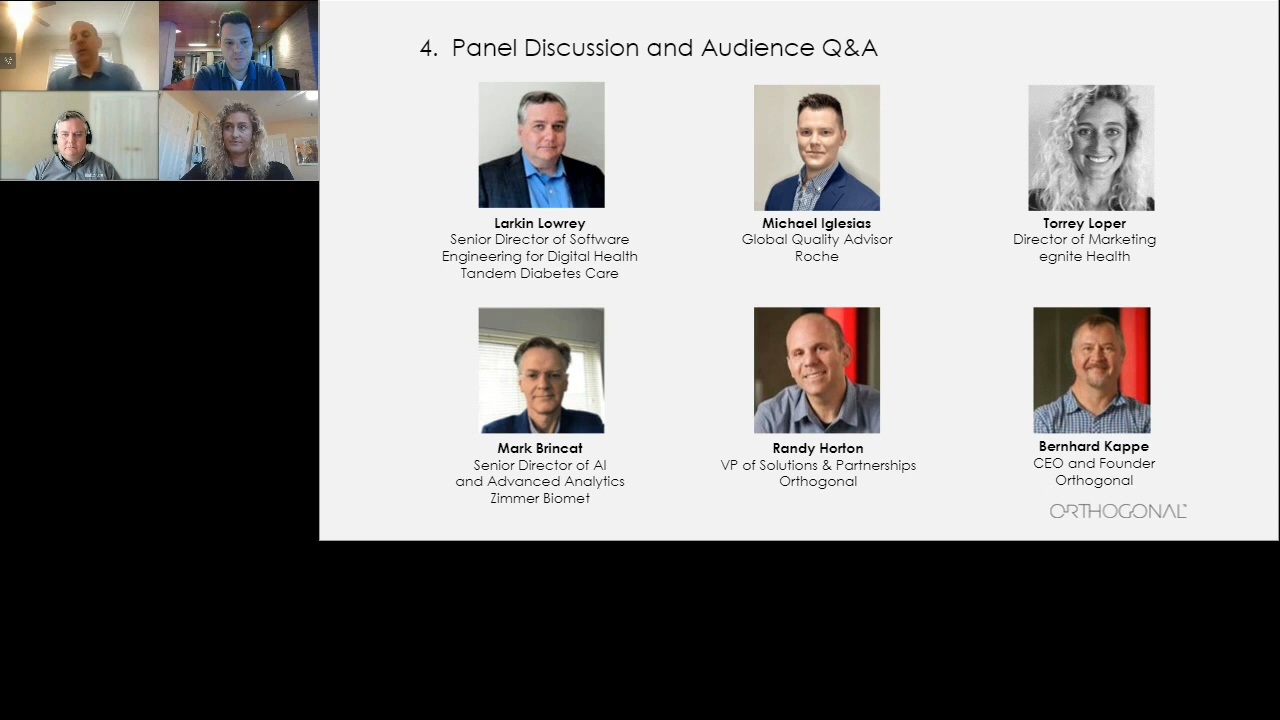 4. Panel Discussion and Audience Q&A
Larkin Lowrey
Senior Director of Software
Engineering for Digital Health
Tandem Diabetes Care
Michael Iglesias
Global Quality Advisor
Roche
Torrey Loper
Director of Marketing
egnite Health
Mark Brincat
Senior Director of AI
and Advanced Analytics
Zimmer Biomet
Randy Horton
VP of Solutions & Partnerships
Orthogonal
Bernhard Kappe
CEO and Founder
Orthogonal
ORTHOGONAL